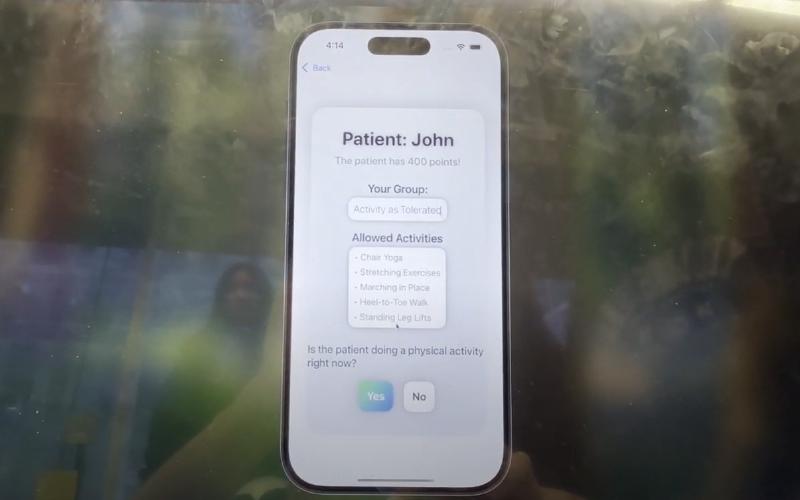 4:14
Back
Patient: John
The patient has 400 points!
Your Group:
Activity as Tolerated
Allowed Activities
- Chair Yoga
- Stretching Exercises
- Marching in Place
- Heel-to-Toe Walk
- Standing Leg Lifts
Is the patient doing a physical activity
right now?
Yes
No